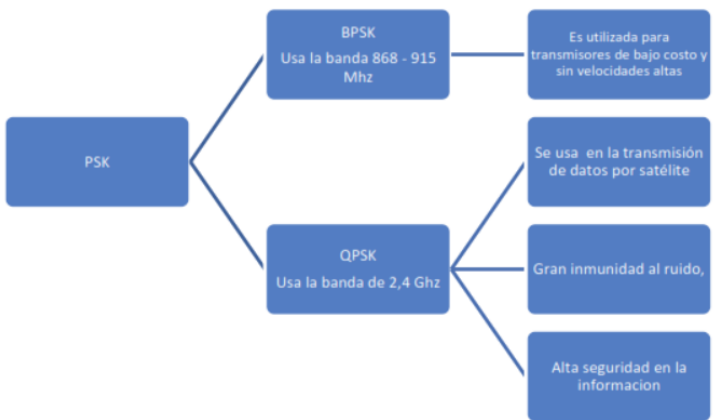 PSK
BPSK
Usa la banda 868 - 915
Mhz
Es utilizada para
transmisores de bajo costo y
sin velocidades altas
QPSK
Usa la banda de 2,4 Ghz
Se usa en la transmisión
de datos por satélite
Gran inmunidad al ruido,
Alta seguridad en la
informacion